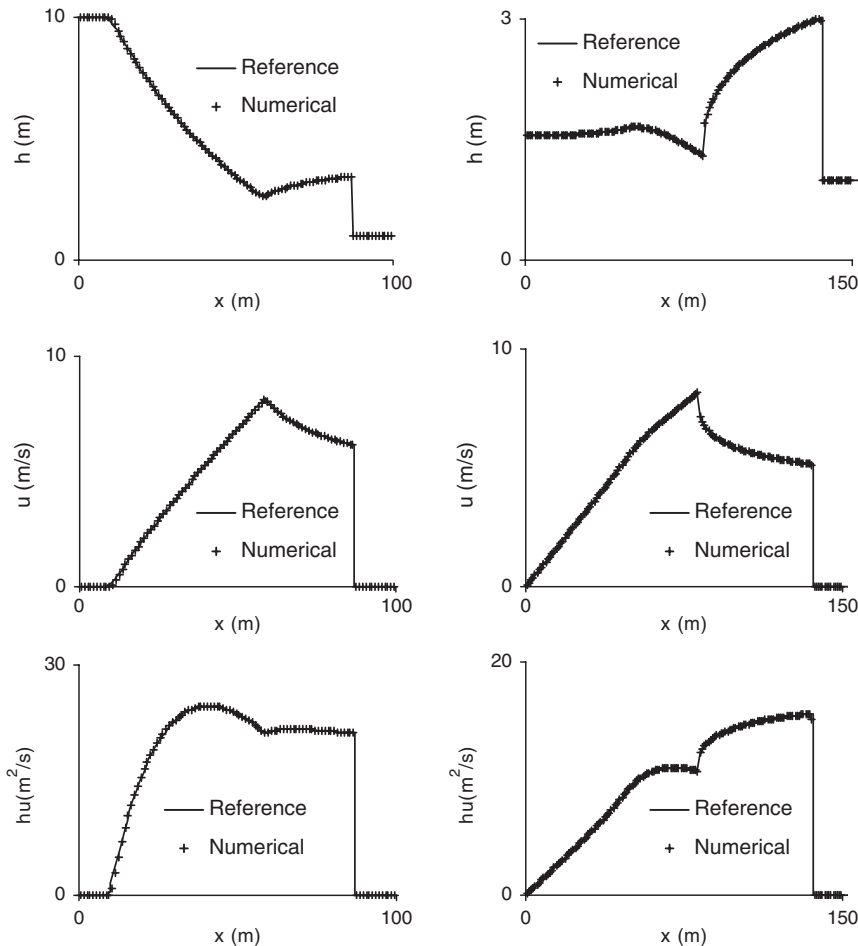 10
h (m)
0
0
100
x (m)
Reference
Numerical
3
h (m)
0
0
150
x (m)
Reference
Numerical
10
u (m/s)
0
0
100
x (m)
Reference
Numerical
10
u (m/s)
0
0
150
x (m)
Reference
Numerical
30
hu(m²/s)
0
0
100
x (m)
Reference
Numerical
20
hu(m²/s)
0
0
150
x (m)
Reference
Numerical